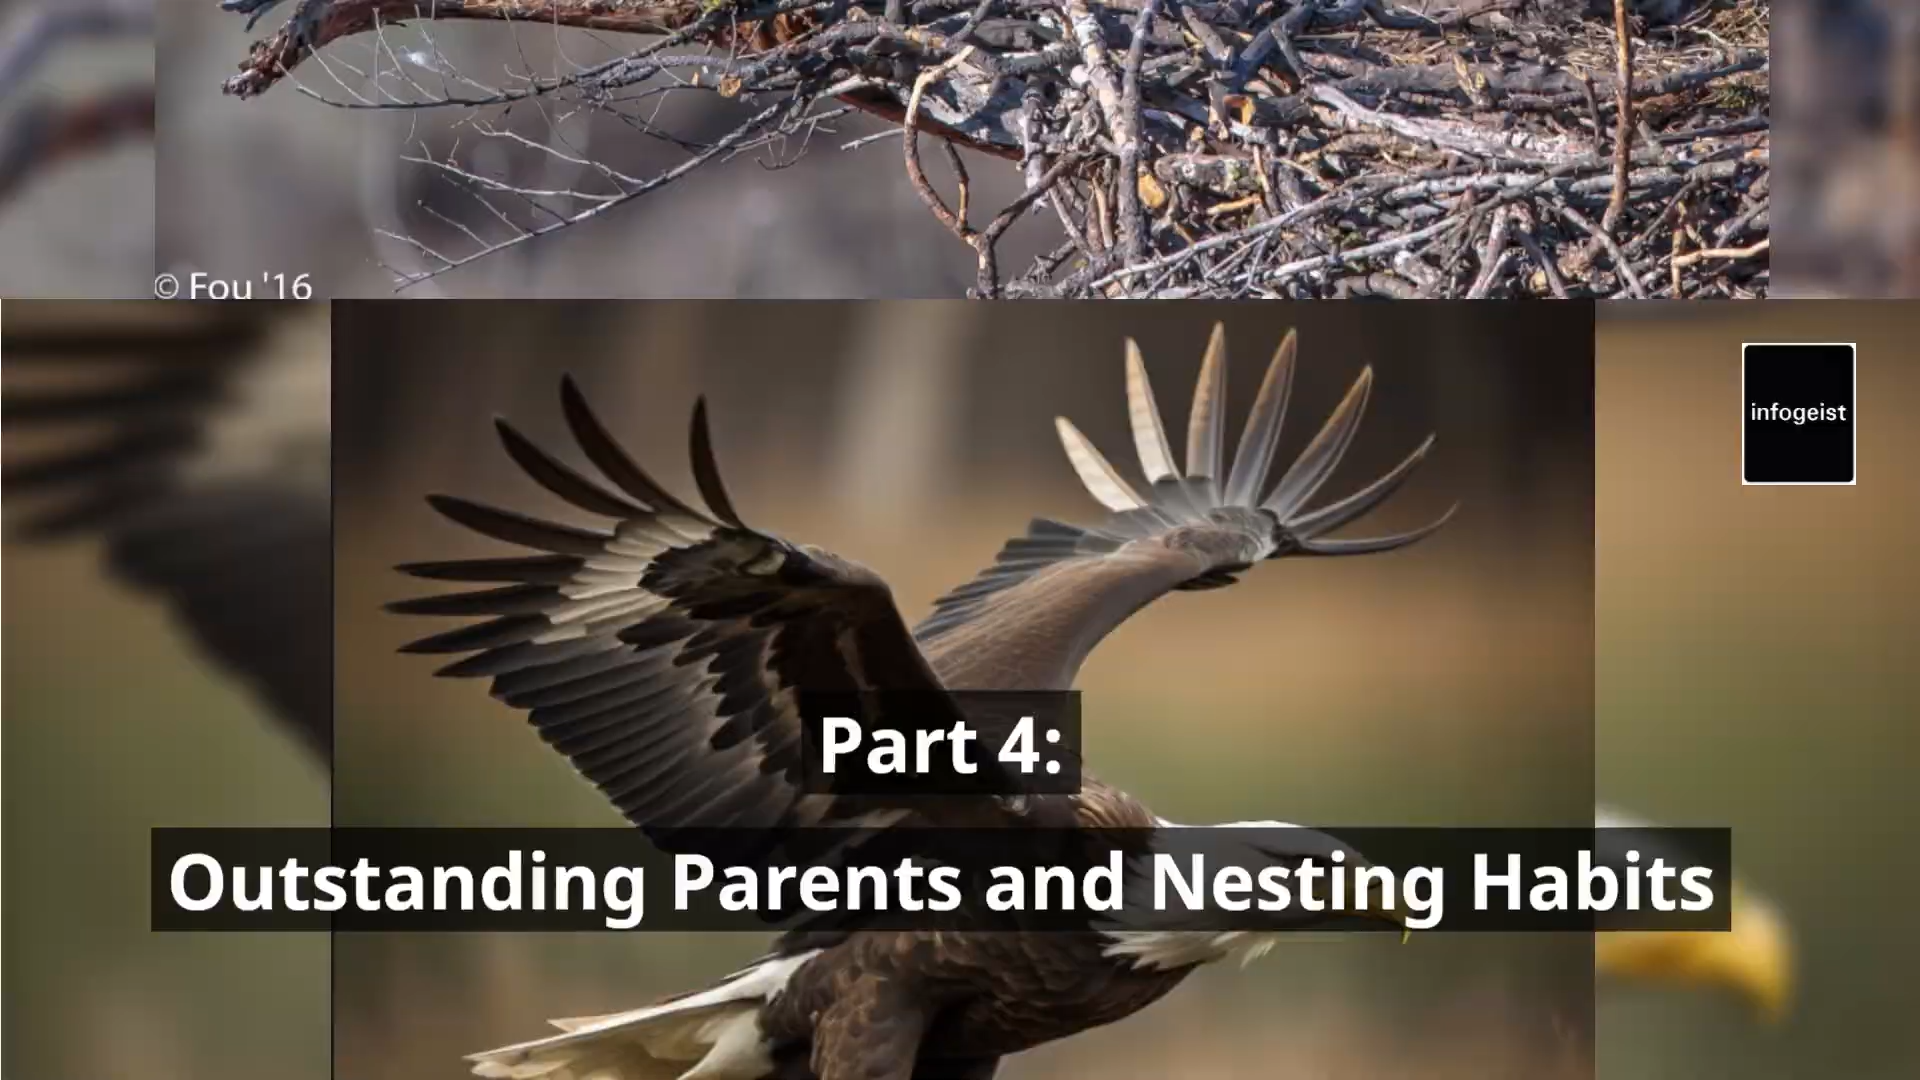 © Fou '16
infogeist
Part 4:
Outstanding Parents and Nesting Habits